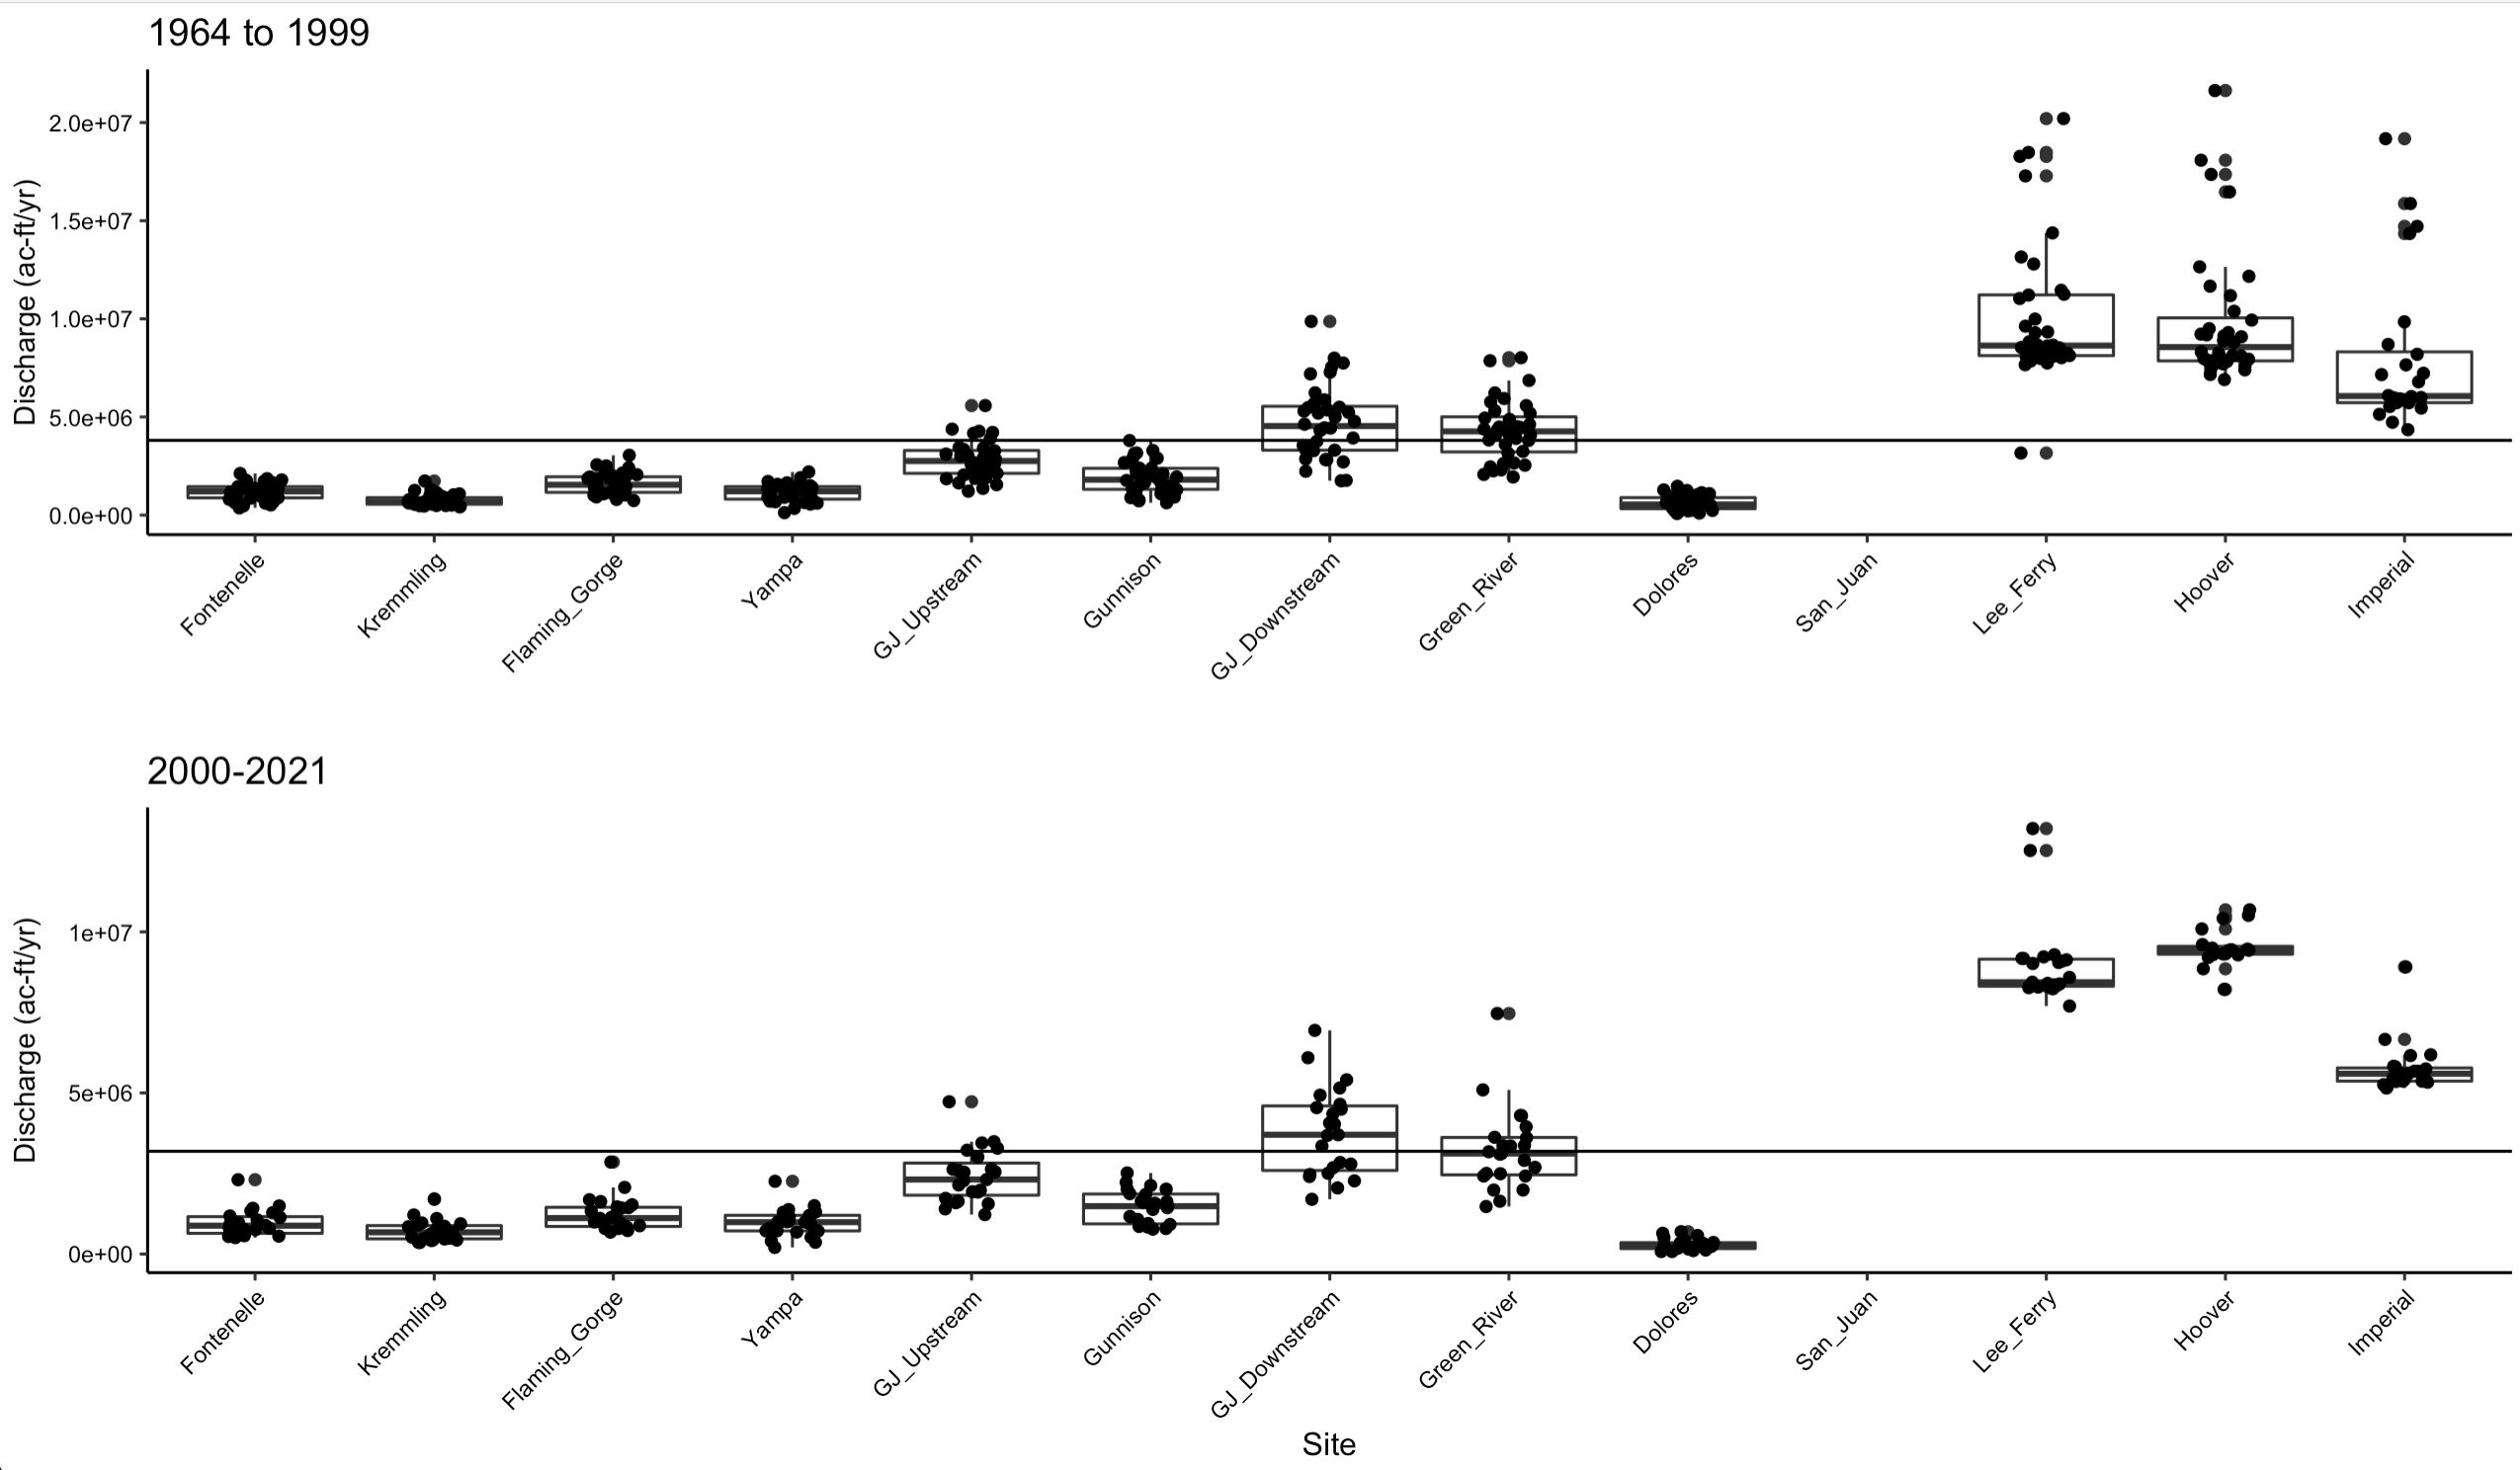 1964 to 1999
Discharge (ac-ft/yr)
2.0e+07
1.5e+07
1.0e+07
5.0e+06
0.0e+00
Fontenelle
Kremmling
Flaming_Gorge
Yampa
GJ_Upstream
Gunnison
GJ_Downstream
Green_River
Dolores
San_Juan
Lee_Ferry
Hoover
Imperial
2000-2021
Discharge (ac-ft/yr)
1e+07
5e+06
0e+00
Fontenelle
Kremmling
Flaming_Gorge
Yampa
GJ_Upstream
Gunnison
GJ_Downstream
Green_River
Dolores
San_Juan
Lee_Ferry
Hoover
Imperial
Site